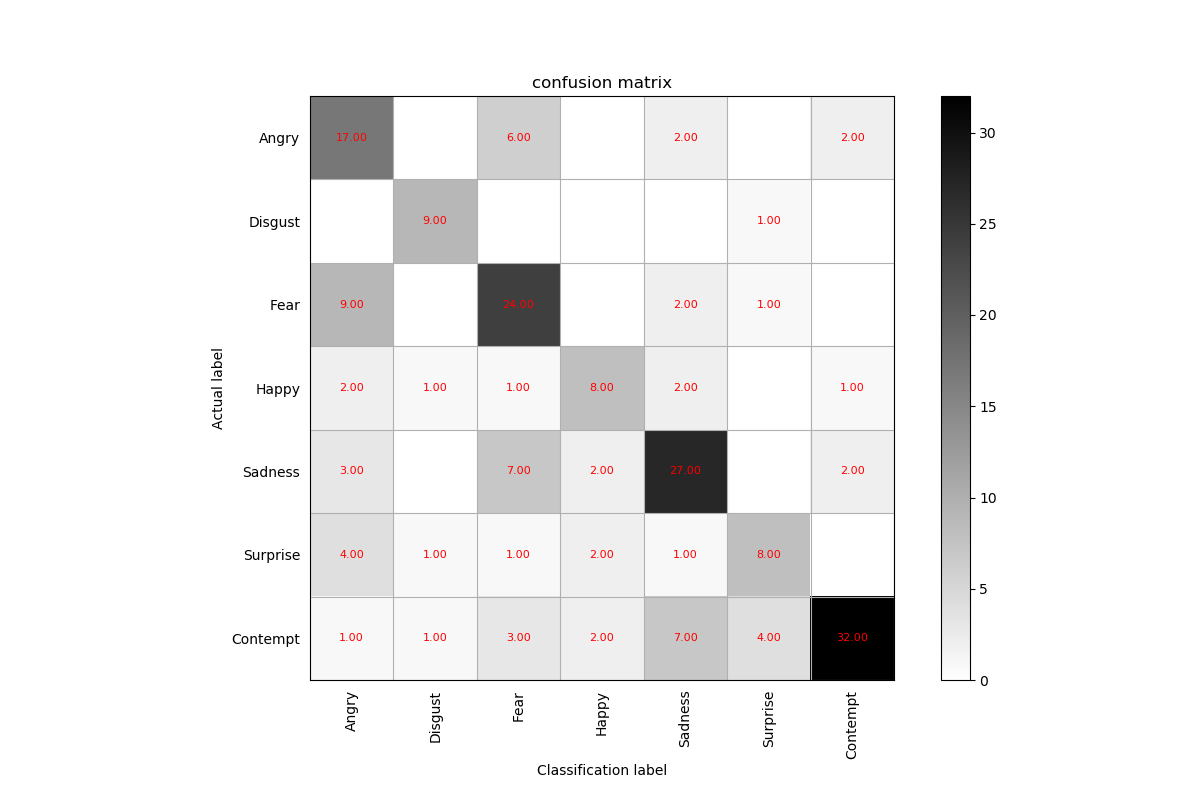 confusion matrix
Angry 17.00 6.00 2.00 2.00
Disgust 9.00 1.00
Fear 9.00 24.00 2.00 1.00
Happy 2.00 1.00 1.00 8.00 2.00 1.00
Sadness 3.00 7.00 2.00 27.00 2.00
Surprise 4.00 1.00 1.00 2.00 1.00 8.00
Contempt 1.00 1.00 3.00 2.00 7.00 4.00 32.00
Actual label
Angry Disgust Fear Happy Sadness Surprise Contempt
Classification label
30
25
20
15
10
5
0